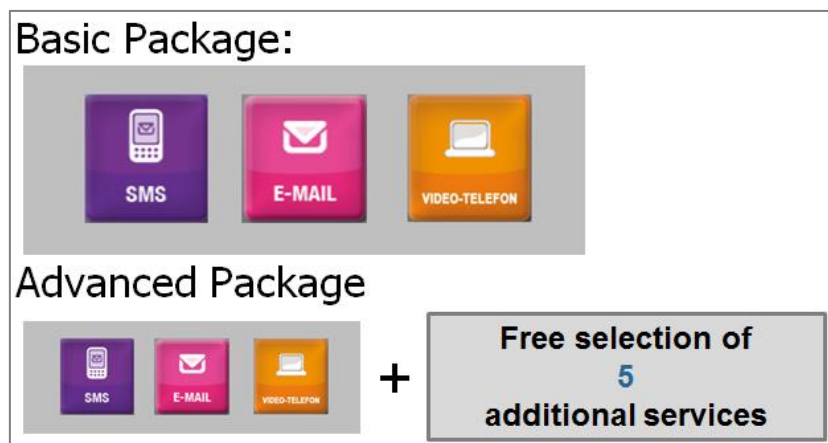 Basic Package:
SMS
E-MAIL
VIDEO-TELEFON
Advanced Package
SMS
E-MAIL
VIDEO-TELEFON
+
Free selection of
5
additional services